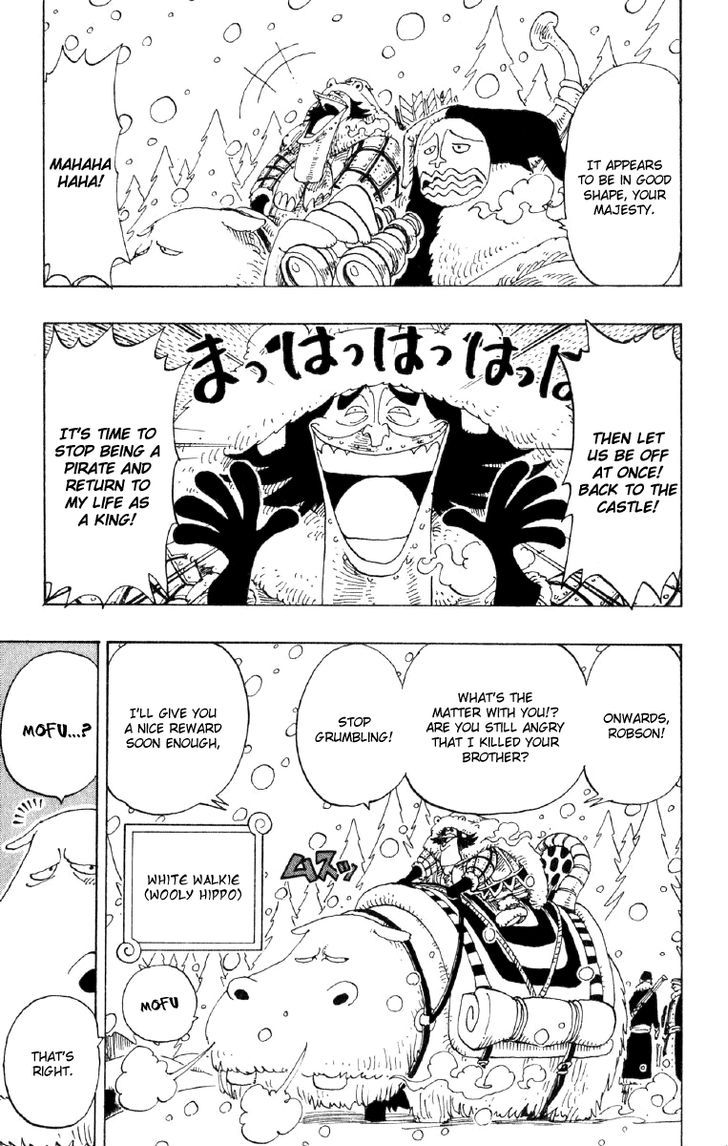 IT APPEARS
TO BE IN GOOD
SHAPE, YOUR
MAJESTY.
MAHAHA
HAHA!
まっはっはっはっは
THEN LET
US BE OFF
AT ONCE!
BACK TO THE
CASTLE!
IT'S TIME TO
STOP BEING A
PIRATE AND
RETURN TO
MY LIFE AS
A KING!
ONWARDS,
ROBSON!
WHAT'S THE
MATTER WITH YOU!?
ARE YOU STILL ANGRY
THAT I KILLED YOUR
BROTHER?
STOP
GRUMBLING!
I'LL GIVE YOU
A NICE REWARD
SOON ENOUGH,
ムスッ
WHITE WALKIE
(WOOLY HIPPO)
MOFU
MOFU...?
THAT'S
RIGHT.